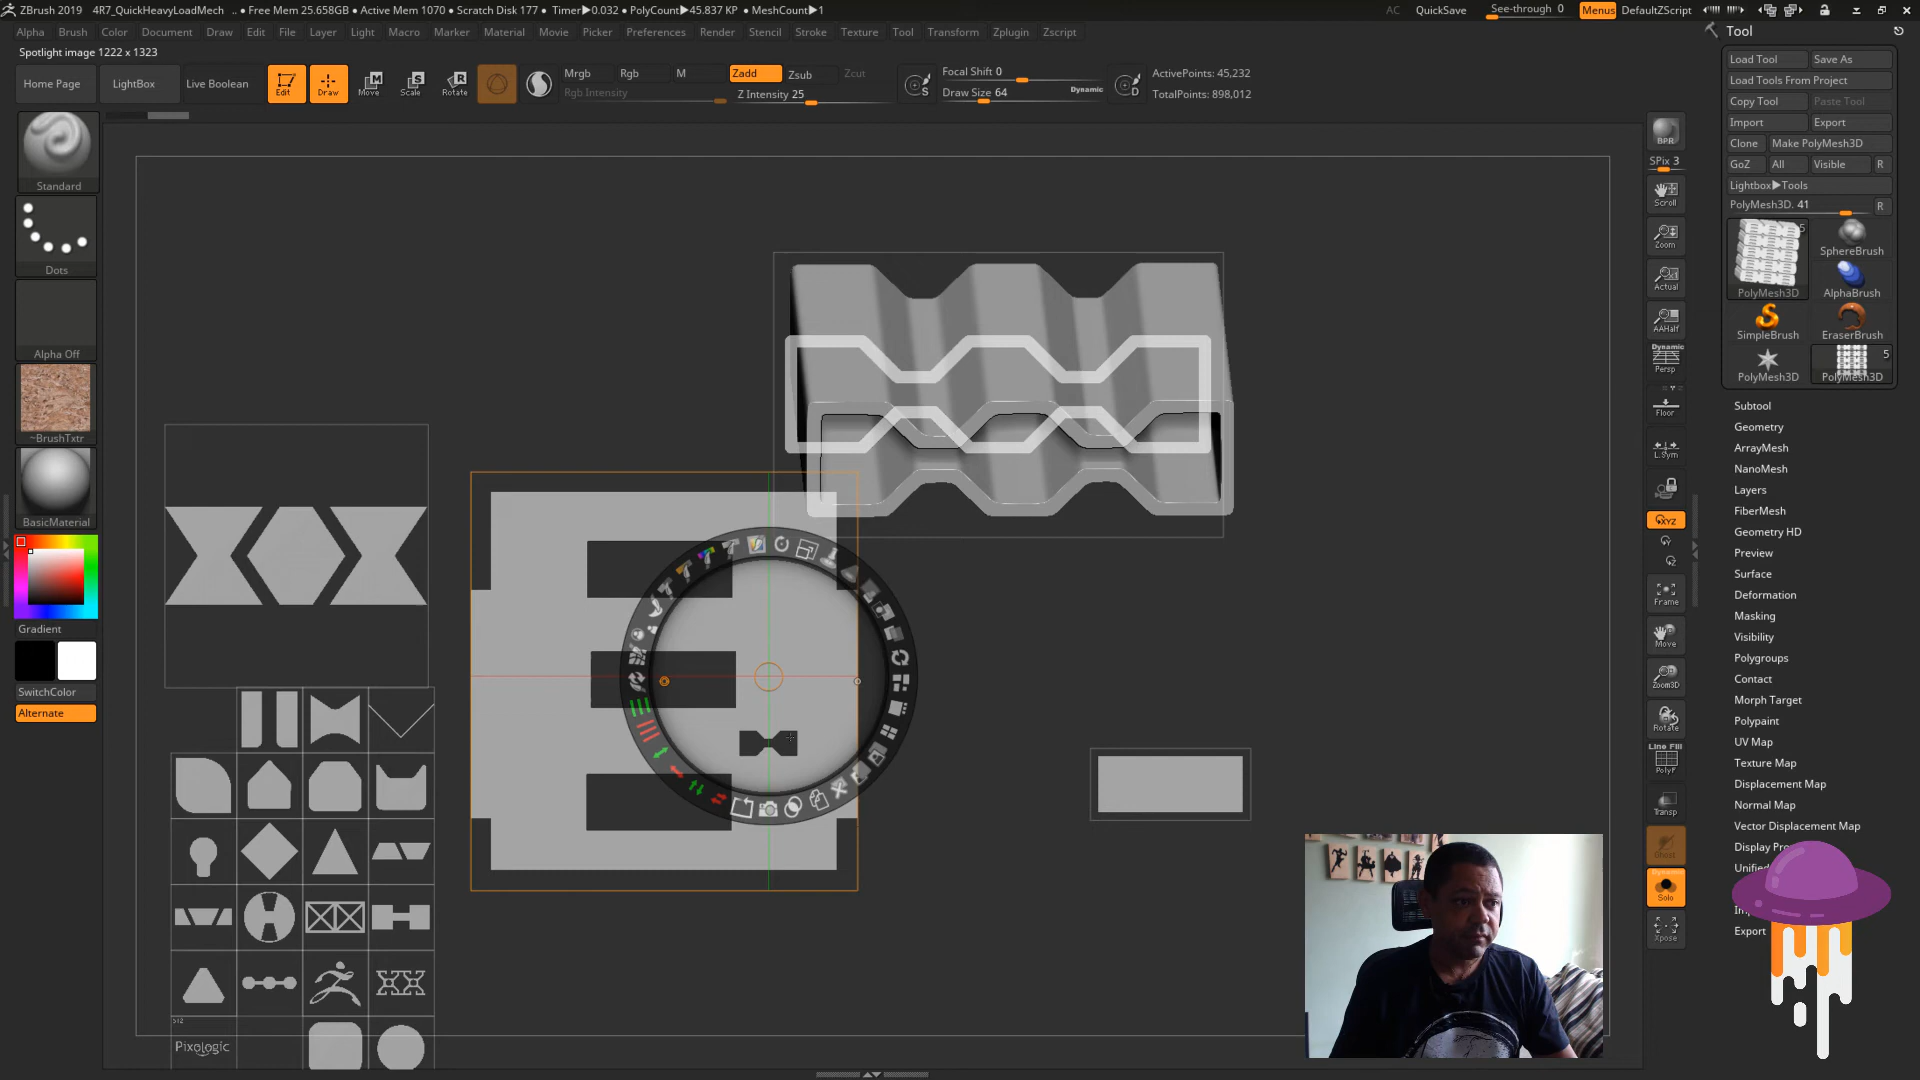 ZBrush 2019 4R7_QuickHeavyLoadMech .. • Free Mem 25.658GB • Active Mem 1070 • Scratch Disk 177 • Timer▶0.032 • PolyCount▶45.837 KP • MeshCount▶1
AC QuickSave See-through 0 Menus DefaultZScript
Alpha Brush Color Document Draw Edit File Layer Light Macro Marker Material Movie Picker Preferences Render Stencil Stroke Texture Tool Transform Zplugin Zscript
Spotlight image 1222 x 1323
Home Page
LightBox
Live Boolean
Edit
Draw
Move
Scale
Rotate
Mrgb Rgb M
Rgb Intensity
Zadd Zsub Zcut
Z Intensity 25
Focal Shift 0
Draw Size 64
Dynamic
ActivePoints: 45,232
TotalPoints: 898,012
Standard
Dots
Alpha Off
~BrushTxtr
BasicMaterial
Gradient
SwitchColor
Alternate
Pixologic
BPR
SPix 3
Scroll
Zoom
Actual
AAHalf
Dynamic
Persp
Floor
L.Sym
XYZ
Frame
Move
Zoom3D
Rotate
Line Fill
PolyF
Transp
Ghost
Dynamic
Solo
Xpose
Tool
Load Tool Save As
Load Tools From Project
Copy Tool Paste Tool
Import Export
Clone Make PolyMesh3D
GoZ All Visible R
Lightbox▶Tools
PolyMesh3D. 41 R
5
PolyMesh3D
SphereBrush
AlphaBrush
SimpleBrush
EraserBrush
PolyMesh3D
5
PolyMesh3D
Subtool
Geometry
ArrayMesh
NanoMesh
Layers
FiberMesh
Geometry HD
Preview
Surface
Deformation
Masking
Visibility
Polygroups
Contact
Morph Target
Polypaint
UV Map
Texture Map
Displacement Map
Normal Map
Vector Displacement Map
Export